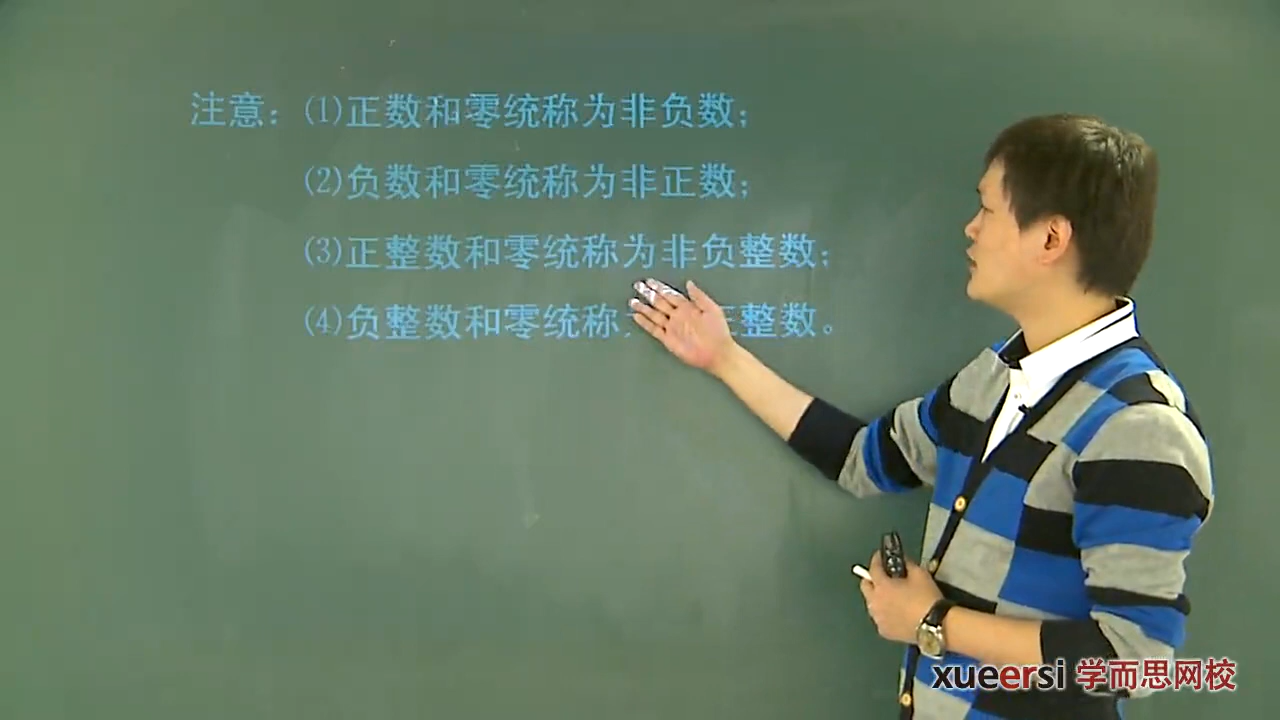 注意：(1)正数和零统称为非负数；
(2)负数和零统称为非正数；
(3)正整数和零统称为非负整数；
(4)负整数和零统称 正整数。
xueersi 学而思网校